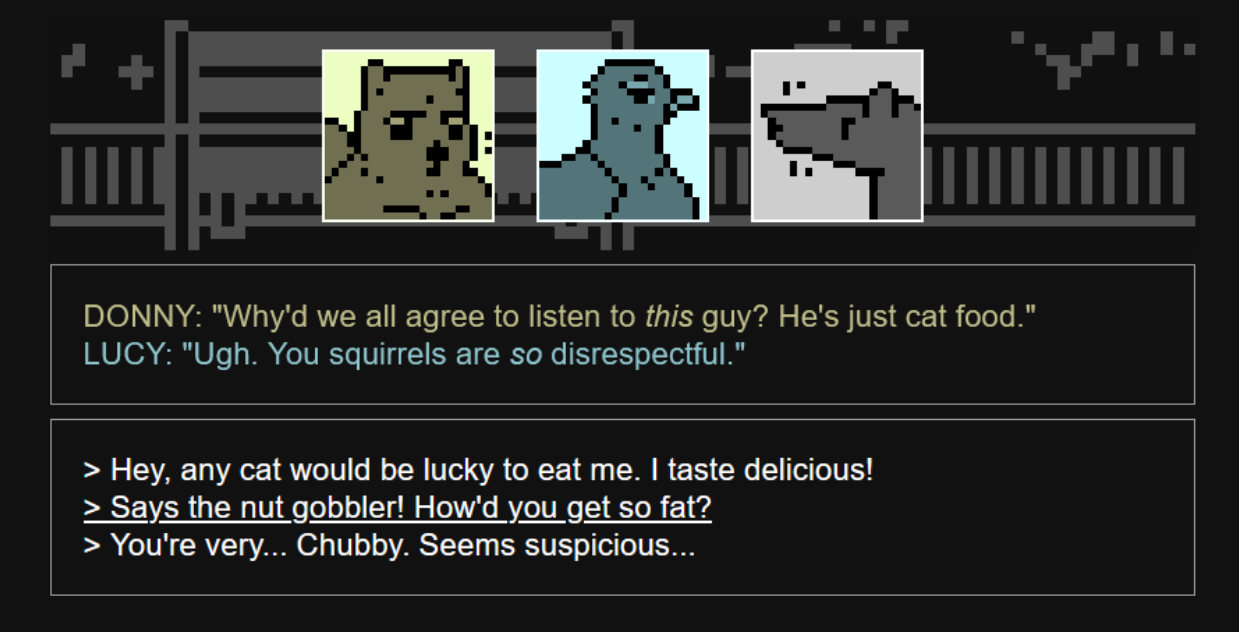 DONNY: "Why'd we all agree to listen to this guy? He's just cat food."
LUCY: "Ugh. You squirrels are so disrespectful."
> Hey, any cat would be lucky to eat me. I taste delicious!
> Says the nut gobbler! How'd you get so fat?
> You're very... Chubby. Seems suspicious...